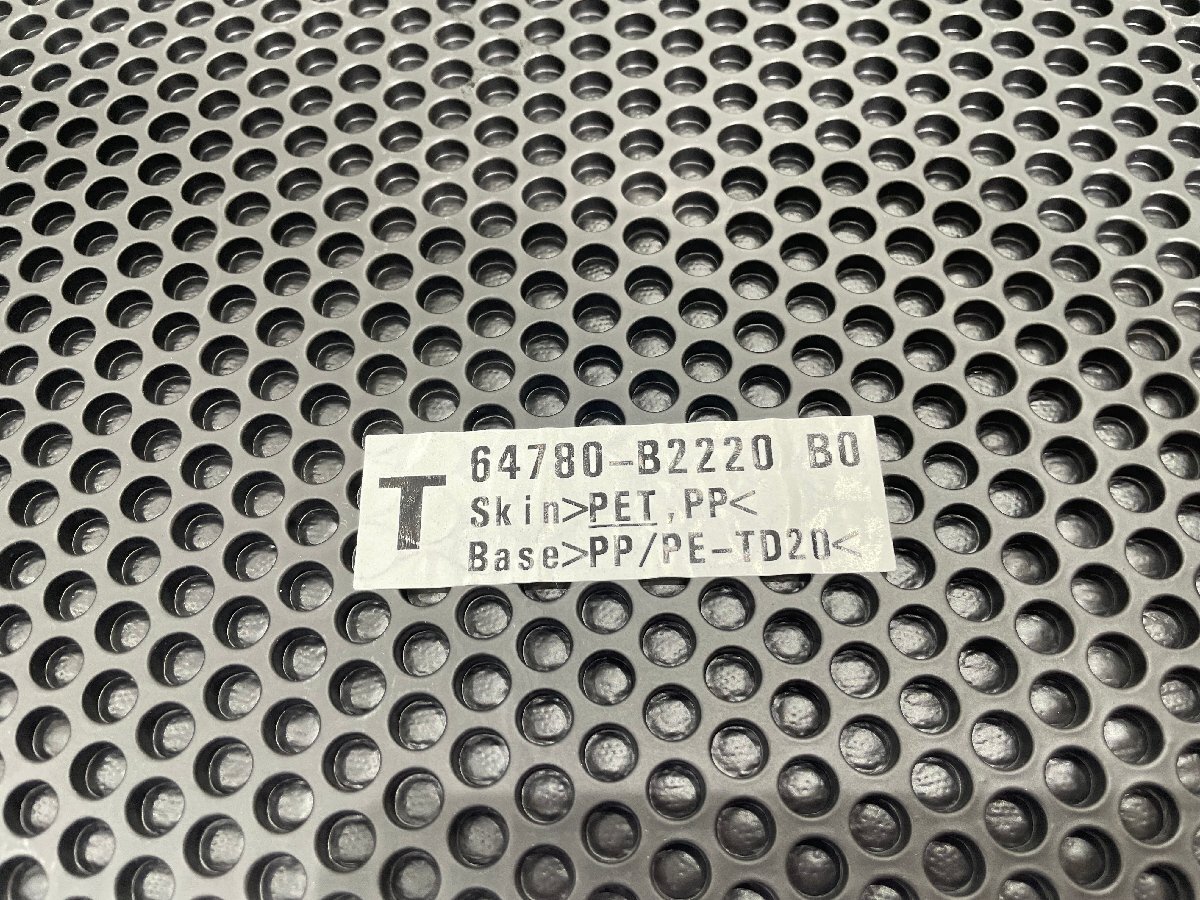 T
64780-B2220 B0
Skin>PET,PP<
Base>PP/PE-TD20<